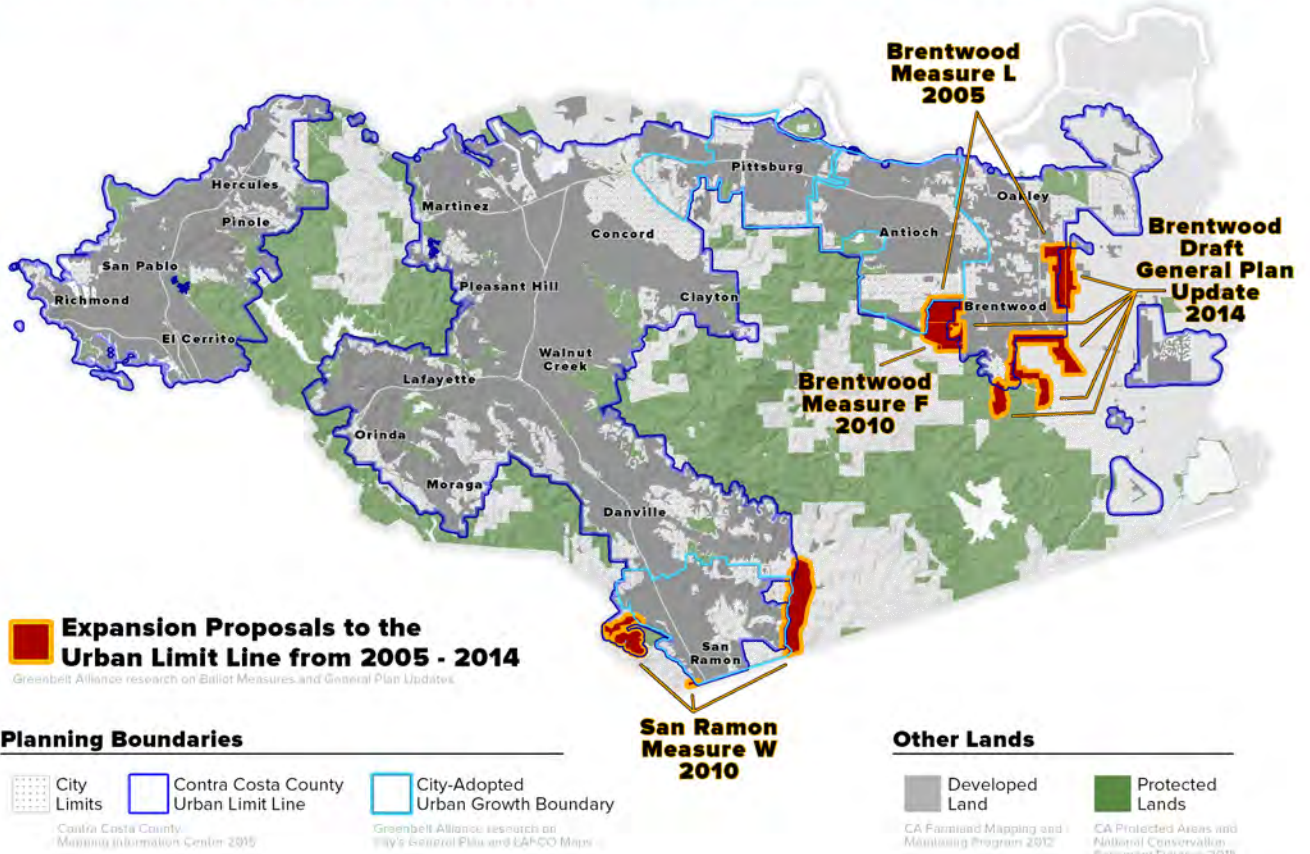 Brentwood
Measure L
2005
Hercules
Pinole
San Pablo
Richmond
El Cerrito
Martinez
Concord
Pleasant Hill
Clayton
Walnut
Creek
Lafayette
Orinda
Moraga
Danville
San
Ramon
Pittsburg
Antioch
Oakley
Brentwood
Brentwood
Draft
General Plan
Update
2014
Brentwood
Measure F
2010
San Ramon
Measure W
2010
Expansion Proposals to the
Urban Limit Line from 2005 - 2014
Greenbelt Alliance research on Ballot Measures and General Plan Updates
Planning Boundaries
City
Limits
Contra Costa County
Urban Limit Line
Contra Costa County
Mapping Information Center 2015
City-Adopted
Urban Growth Boundary
Greenbelt Alliance research on
City's General Plan and LAFCO Maps
Other Lands
Developed
Land
CA Farmland Mapping and
Monitoring Program 2012
Protected
Lands
CA Protected Areas and
National Conservation